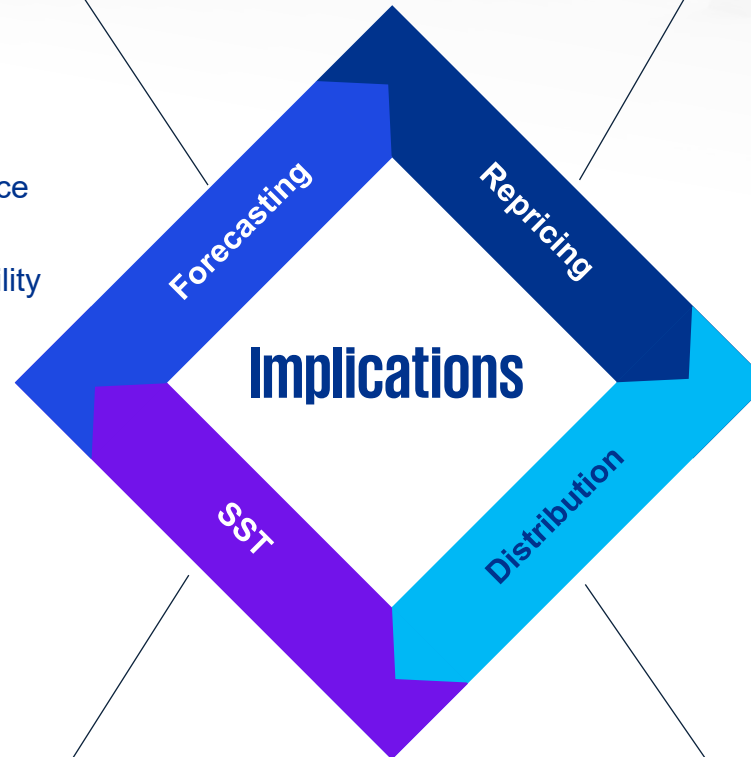 Forecasting
Repricing
Implications
SST
Distribution